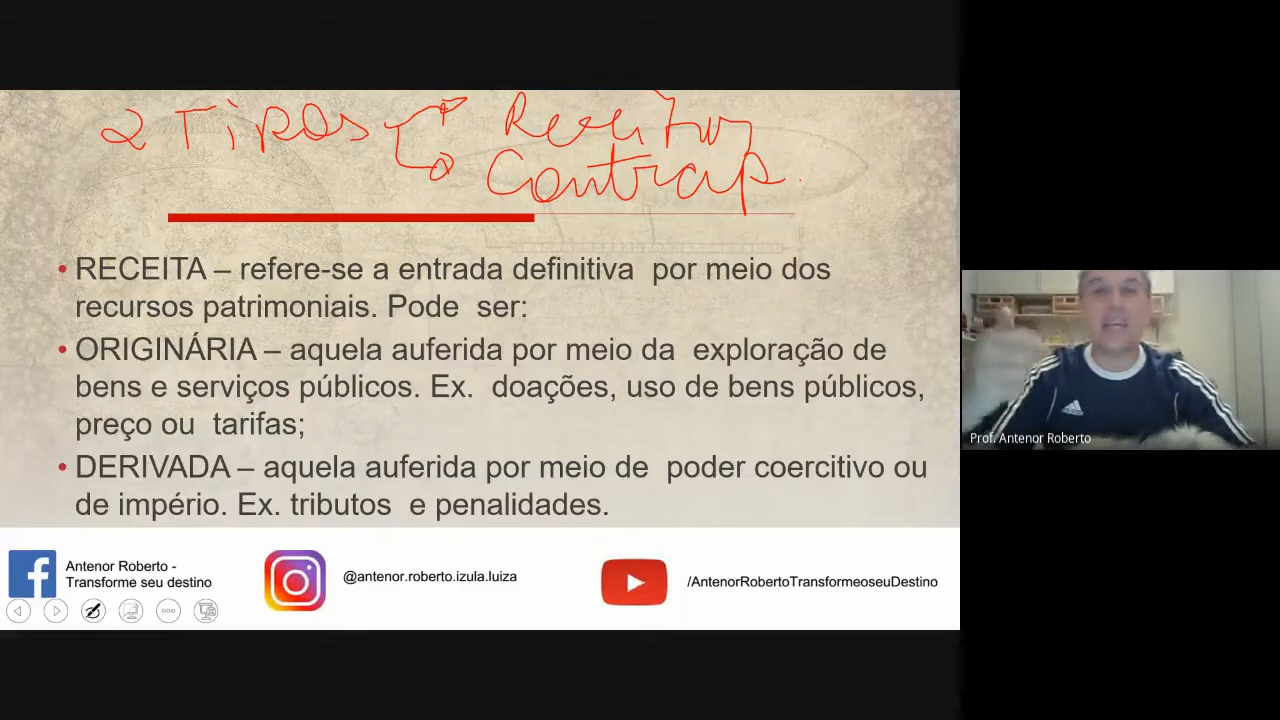 2 Tipos
Contrap.
• RECEITA – refere-se a entrada definitiva por meio dos
recursos patrimoniais. Pode ser:
• ORIGINÁRIA – aquela auferida por meio da exploração de
bens e serviços públicos. Ex. doações, uso de bens públicos,
preço ou tarifas;
• DERIVADA – aquela auferida por meio de poder coercitivo ou
de império. Ex. tributos e penalidades.
Prof. Antenor Roberto
Antenor Roberto -
Transforme seu destino
@antenor.roberto.izula.luiza
/AntenorRobertoTransformeoseuDestino